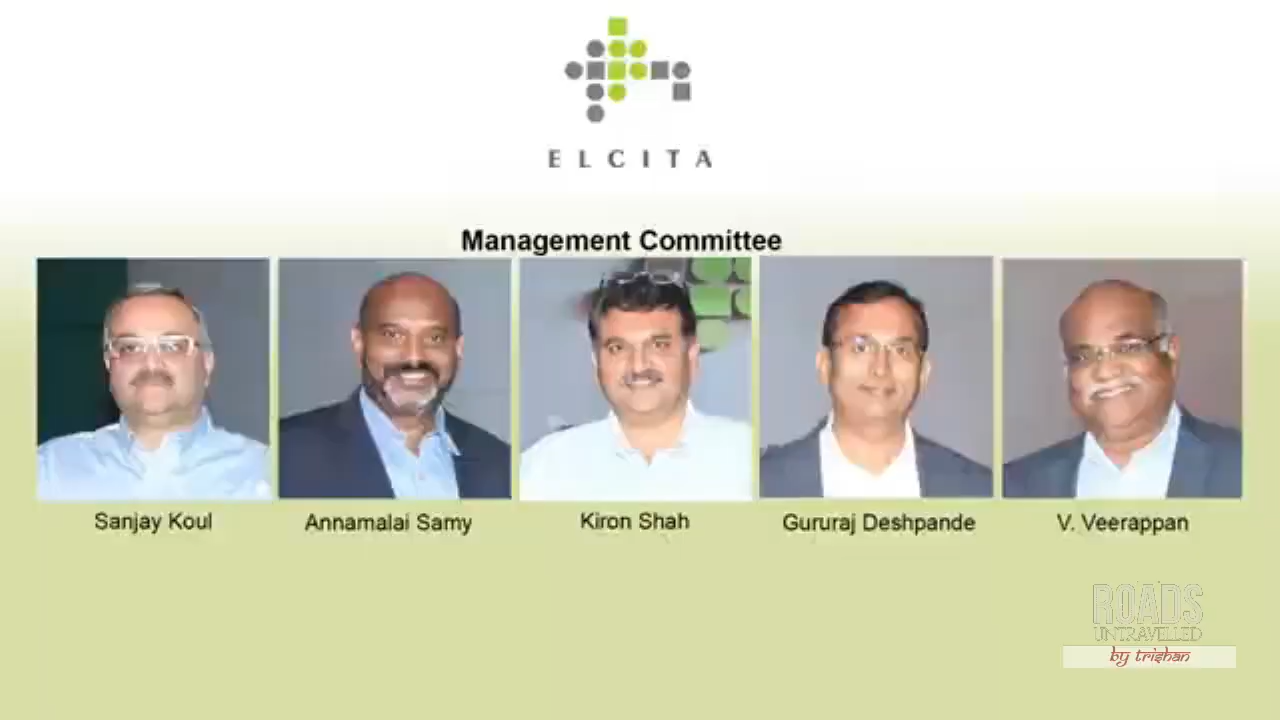 ELCITA
Management Committee
Sanjay Koul
Annamalai Samy
Kiron Shah
Gururaj Deshpande
V. Veerappan
ROADS
UNTRAVELLED
by trishan